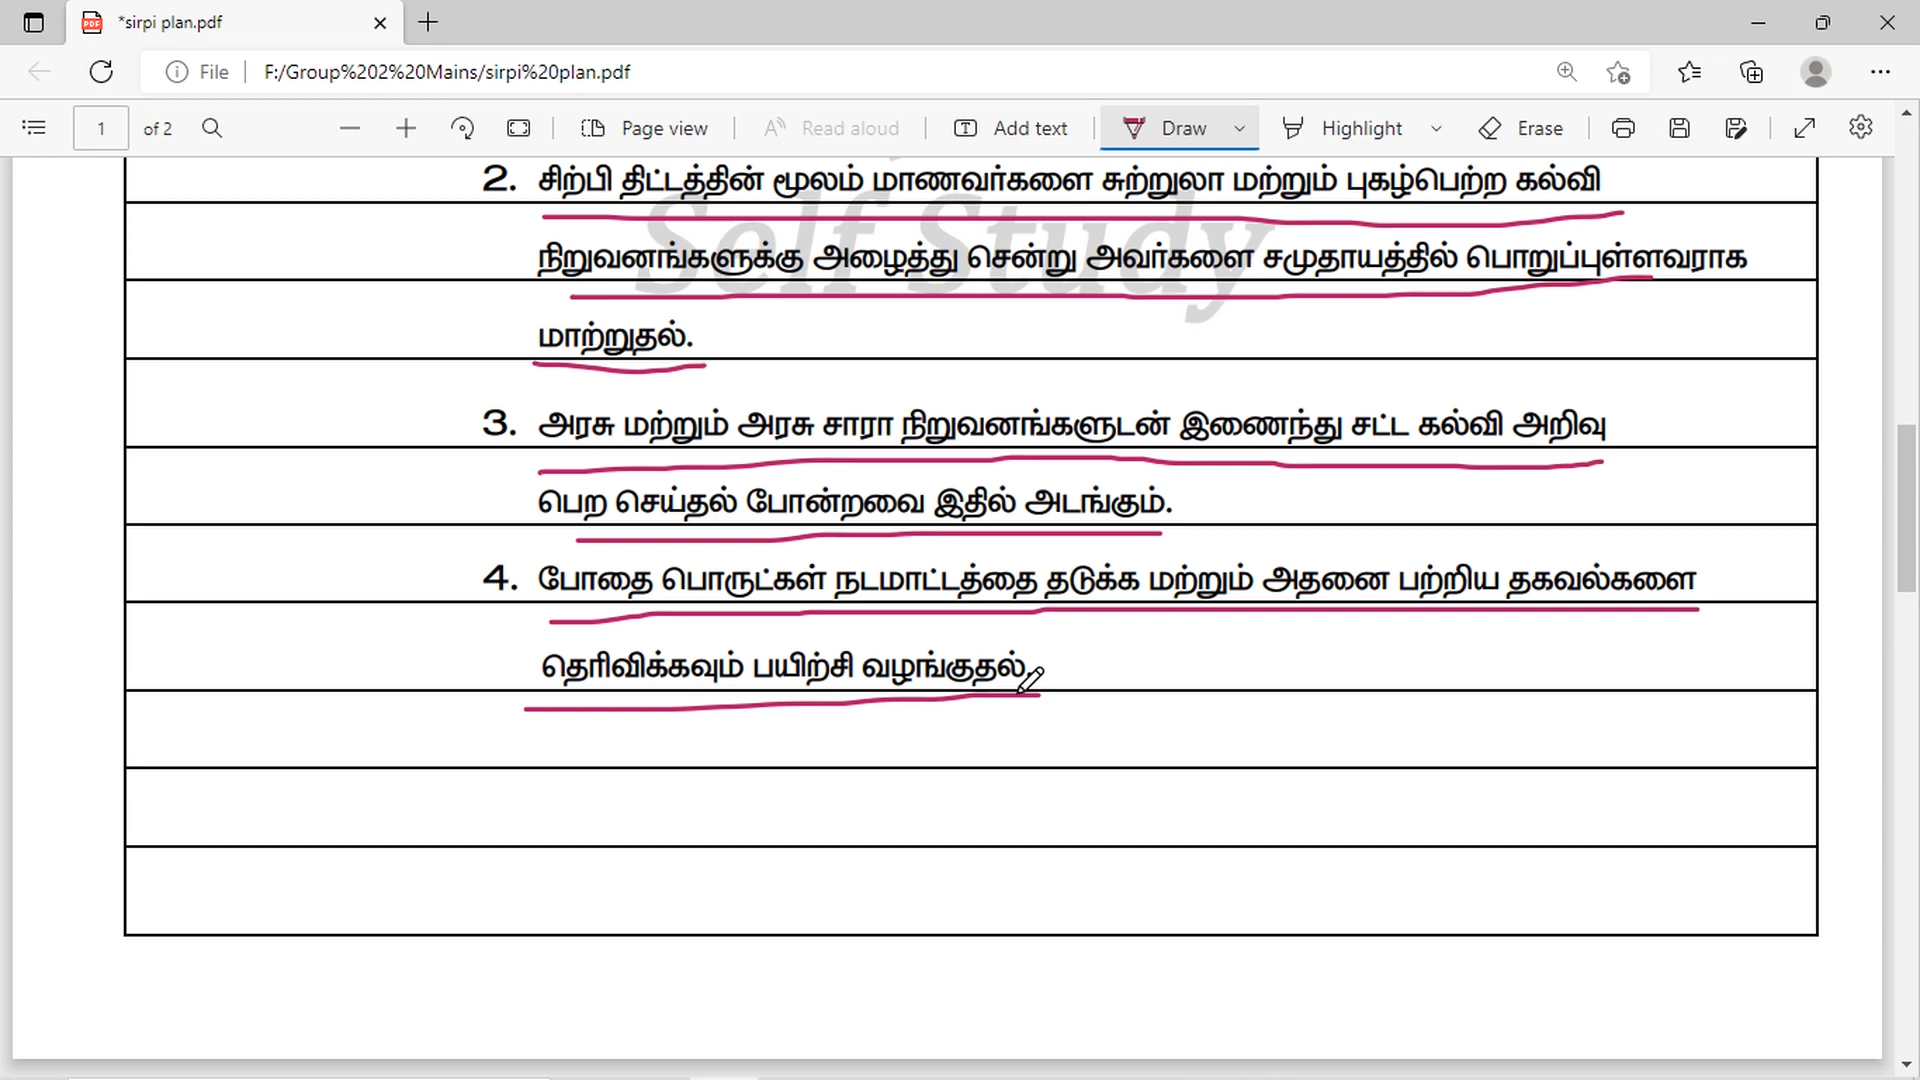 *sirpi plan.pdf
File F:/Group%202%20Mains/sirpi%20plan.pdf
1 of 2 Page view Read aloud Add text Draw Highlight Erase
2. சிற்பி திட்டத்தின் மூலம் மாணவர்களை சுற்றுலா மற்றும் புகழ்பெற்ற கல்வி
Self Study
நிறுவனங்களுக்கு அழைத்து சென்று அவர்களை சமுதாயத்தில் பொறுப்புள்ளவராக
மாற்றுதல்.
3. அரசு மற்றும் அரசு சாரா நிறுவனங்களுடன் இணைந்து சட்ட கல்வி அறிவு
பெற செய்தல் போன்றவை இதில் அடங்கும்.
4. போதை பொருட்கள் நடமாட்டத்தை தடுக்க மற்றும் அதனை பற்றிய தகவல்களை
தெரிவிக்கவும் பயிற்சி வழங்குதல்.